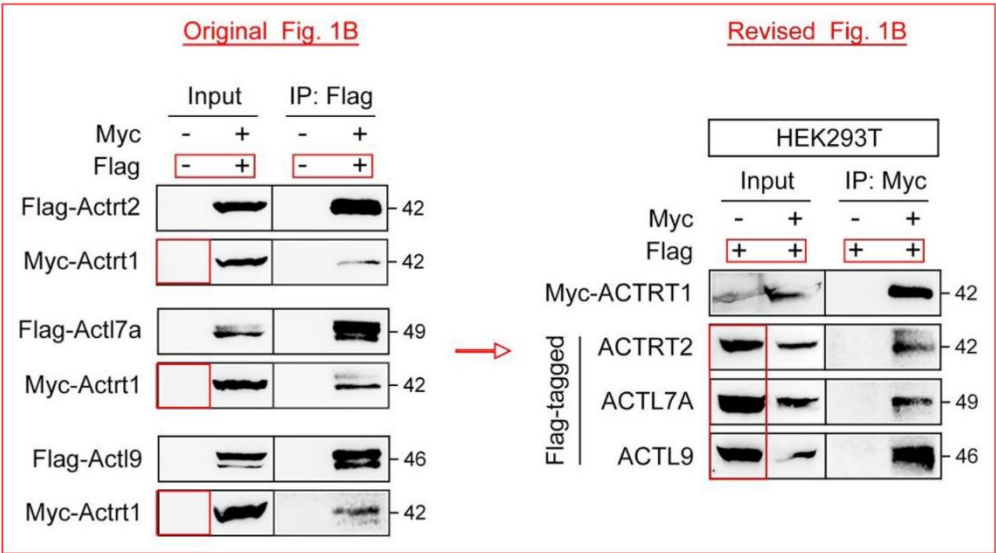 Original Fig. 1B
Input IP: Flag
Myc - + - +
Flag - + - +
Flag-Actrt2 42
Myc-Actrt1 42
Flag-Actl7a 49
Myc-Actrt1 42
Flag-Actl9 46
Myc-Actrt1 42
Revised Fig. 1B
HEK293T
Input IP: Myc
Myc - + - +
Flag + + + +
Myc-ACTRT1 42
Flag-tagged
ACTRT2 42
ACTL7A 49
ACTL9 46